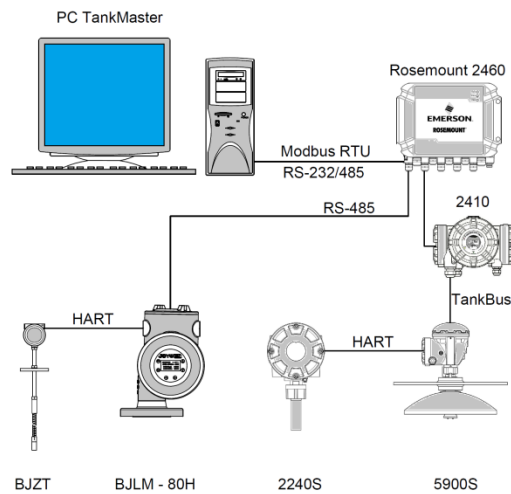 PC TankMaster
Rosemount 2460
EMERSON.
ROSEMOUNT
Modbus RTU
RS-232/485
RS-485
2410
TankBus
HART
HART
BJZT
BJLM - 80H
2240S
5900S